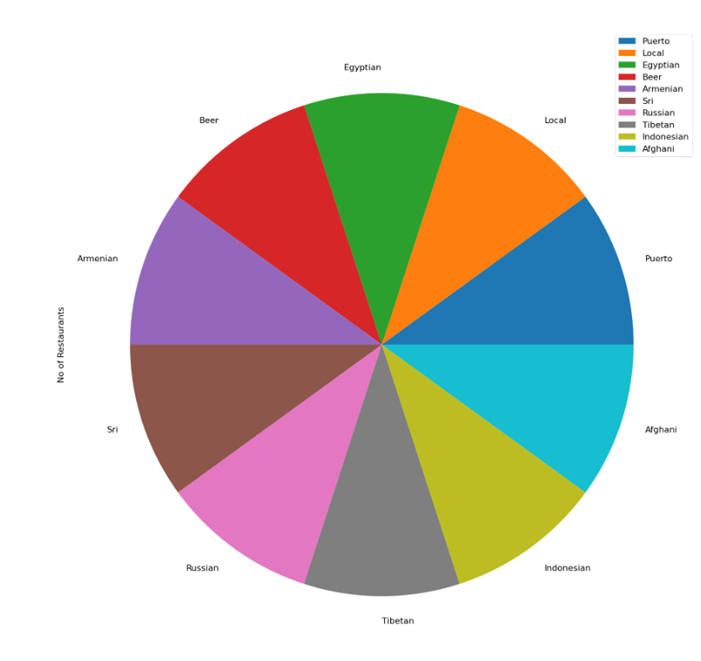 Puerto
Local
Egyptian
Beer
Armenian
Sri
Russian
Tibetan
Indonesian
Afghani
Egyptian
Beer
Local
Armenian
Puerto
No of Restaurants
Sri
Afghani
Russian
Indonesian
Tibetan